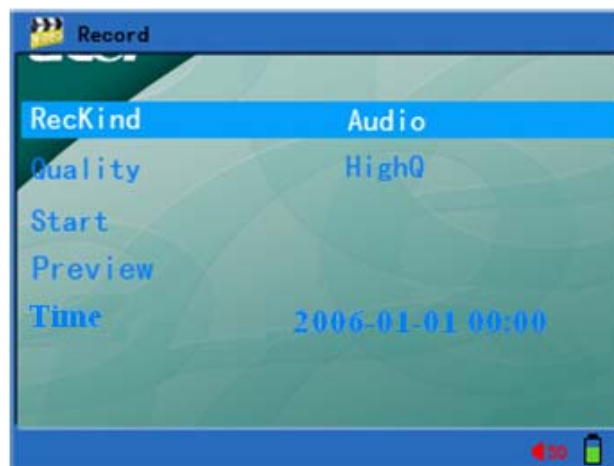 Record
RecKind Audio
Quality HighQ
Start
Preview
Time 2006-01-01 00:00